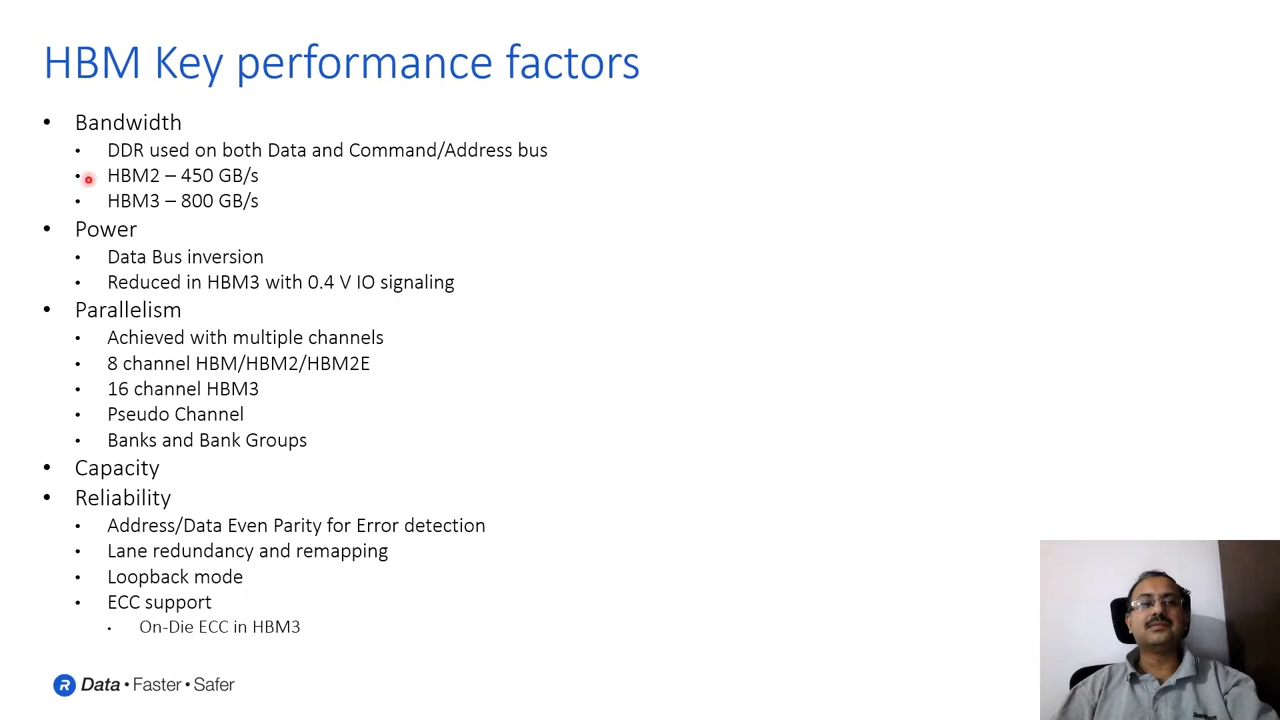 HBM Key performance factors
• Bandwidth
• DDR used on both Data and Command/Address bus
• HBM2 – 450 GB/s
• HBM3 – 800 GB/s
• Power
• Data Bus inversion
• Reduced in HBM3 with 0.4 V IO signaling
• Parallelism
• Achieved with multiple channels
• 8 channel HBM/HBM2/HBM2E
• 16 channel HBM3
• Pseudo Channel
• Banks and Bank Groups
• Capacity
• Reliability
• Address/Data Even Parity for Error detection
• Lane redundancy and remapping
• Loopback mode
• ECC support
• On-Die ECC in HBM3
R Data • Faster • Safer